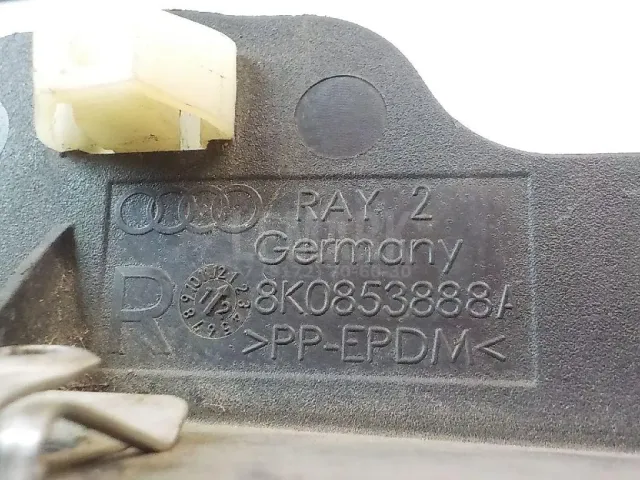 RAY 2
Germany
R
8K0853888A
>PP-EPDM<